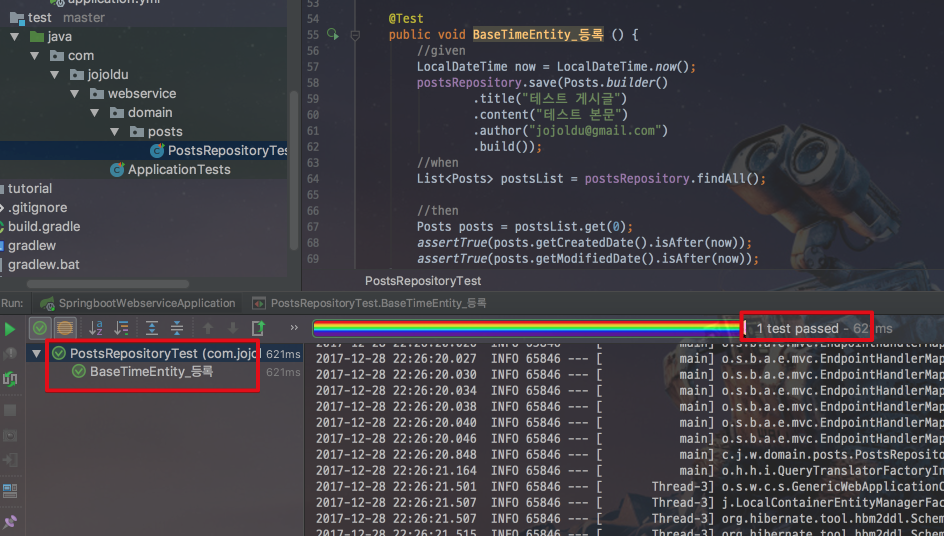 application.yml
test master
java
com
jojoldu
webservice
domain
posts
PostsRepositoryTes
ApplicationTests
tutorial
.gitignore
build.gradle
gradlew
gradlew.bat
53
54 @Test
55 public void BaseTimeEntity_등록 () {
56 //given
57 LocalDateTime now = LocalDateTime.now();
58 postsRepository.save(Posts.builder()
59 .title("테스트 게시글")
60 .content("테스트 본문")
61 .author("jojoldu@gmail.com")
62 .build());
63 //when
64 List<Posts> postsList = postsRepository.findAll();
65
66 //then
67 Posts posts = postsList.get(0);
68 assertTrue(posts.getCreatedDate().isAfter(now));
69 assertTrue(posts.getModifiedDate().isAfter(now));
PostsRepositoryTest
Run: SpringbootWebserviceApplication PostsRepositoryTest.BaseTimeEntity_등록
1 test passed - 621ms
PostsRepositoryTest (com.jojo 621ms
BaseTimeEntity_등록 621ms
2017-12-28 22:26:20.026 INFO 65846 --- [ main] o.s.b.a.e.mvc.EndpointHandlerMap
2017-12-28 22:26:20.027 INFO 65846 --- [ main] o.s.b.a.e.mvc.EndpointHandlerMap
2017-12-28 22:26:20.030 INFO 65846 --- [ main] o.s.b.a.e.mvc.EndpointHandlerMap
2017-12-28 22:26:20.034 INFO 65846 --- [ main] o.s.b.a.e.mvc.EndpointHandlerMap
2017-12-28 22:26:20.038 INFO 65846 --- [ main] o.s.b.a.e.mvc.EndpointHandlerMap
2017-12-28 22:26:20.040 INFO 65846 --- [ main] o.s.b.a.e.mvc.EndpointHandlerMap
2017-12-28 22:26:20.046 INFO 65846 --- [ main] o.s.b.a.e.mvc.EndpointHandlerMap
2017-12-28 22:26:20.848 INFO 65846 --- [ main] c.j.w.domain.posts.PostsReposito
2017-12-28 22:26:21.164 INFO 65846 --- [ main] o.h.h.i.QueryTranslatorFactoryIn
2017-12-28 22:26:21.501 INFO 65846 --- [ Thread-3] o.s.w.c.s.GenericWebApplicationC
2017-12-28 22:26:21.507 INFO 65846 --- [ Thread-3] j.LocalContainerEntityManagerFac
2017-12-28 22:26:21.507 INFO 65846 --- [ Thread-3] org.hibernate.tool.hbm2ddl.Schem
2017-12-28 22:26:21.507 INFO 65846 --- [ Thread-3] org.hibernate.tool.hbm2ddl.Schem